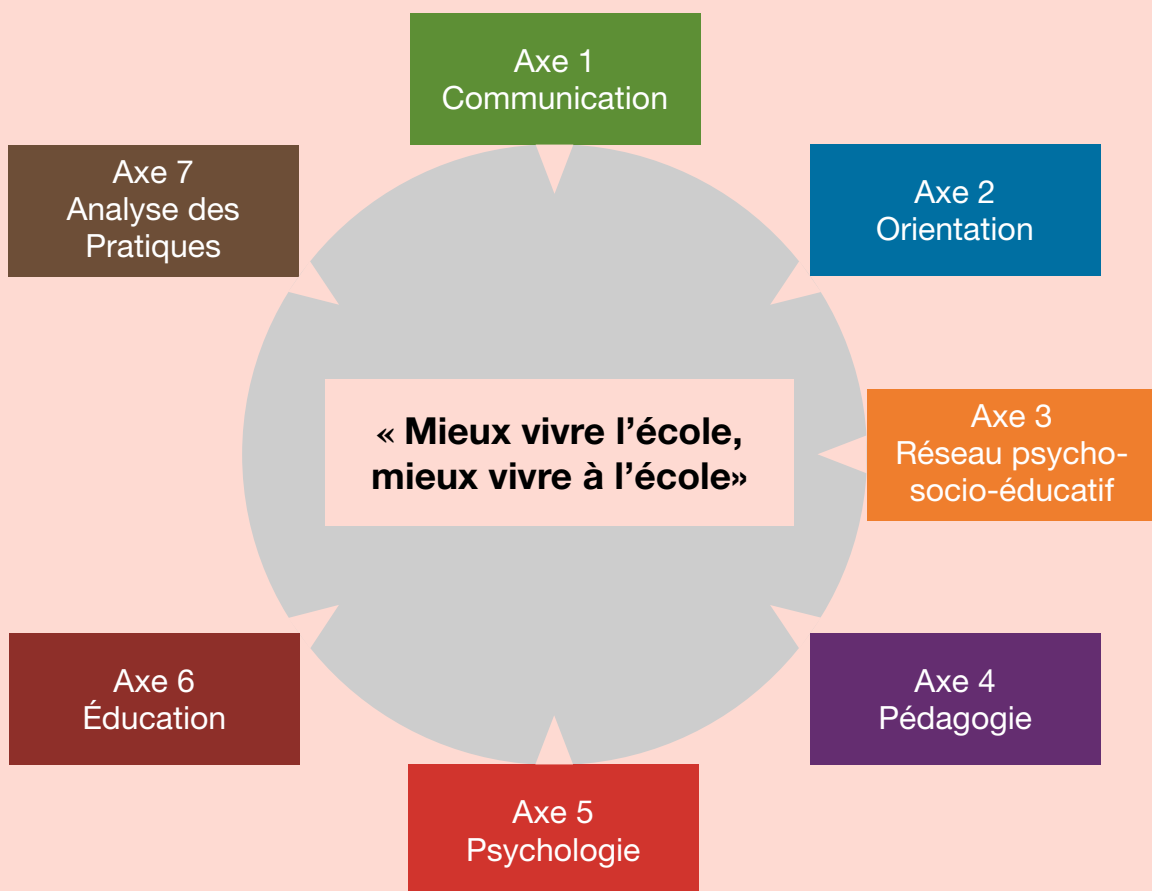 Axe 1
Communication
Axe 2
Orientation
Axe 3
Réseau psycho-
socio-éducatif
Axe 4
Pédagogie
Axe 5
Psychologie
Axe 6
Éducation
Axe 7
Analyse des
Pratiques
« Mieux vivre l’école,
mieux vivre à l’école»